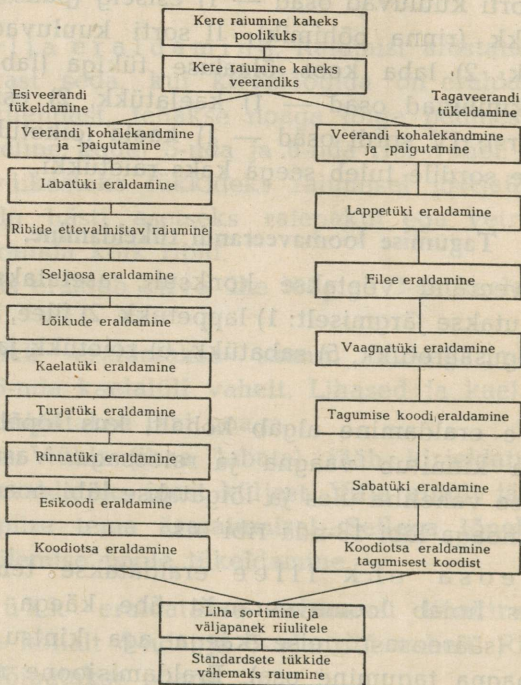 Kere raiumine kaheks
poolikuks
Kere raiumine kaheks
veerandiks
Esiveerandi
tükeldamine
Veerandi kohalekandmine
ja -paigutamine
Labatüki eraldamine
Ribide ettevalmistav raiumine
Seljaosa eraldamine
Lõikude eraldamine
Kaelatüki eraldamine
Turjatüki eraldamine
Rinnatüki eraldamine
Esikoodi eraldamine
Koodiotsa eraldamine
Tagaveerandi
tükeldamine
Veerandi kohalekandmine
ja -paigutamine
Lappetüki eraldamine
Filee eraldamine
Vaagnatüki eraldamine
Tagumise koodi eraldamine
Sabatüki eraldamine
Koodiotsa eraldamine
tagumisest koodist
Liha sortimine ja
väljapanek riiulitele
Standardsete tükkide
vähemaks raiumine